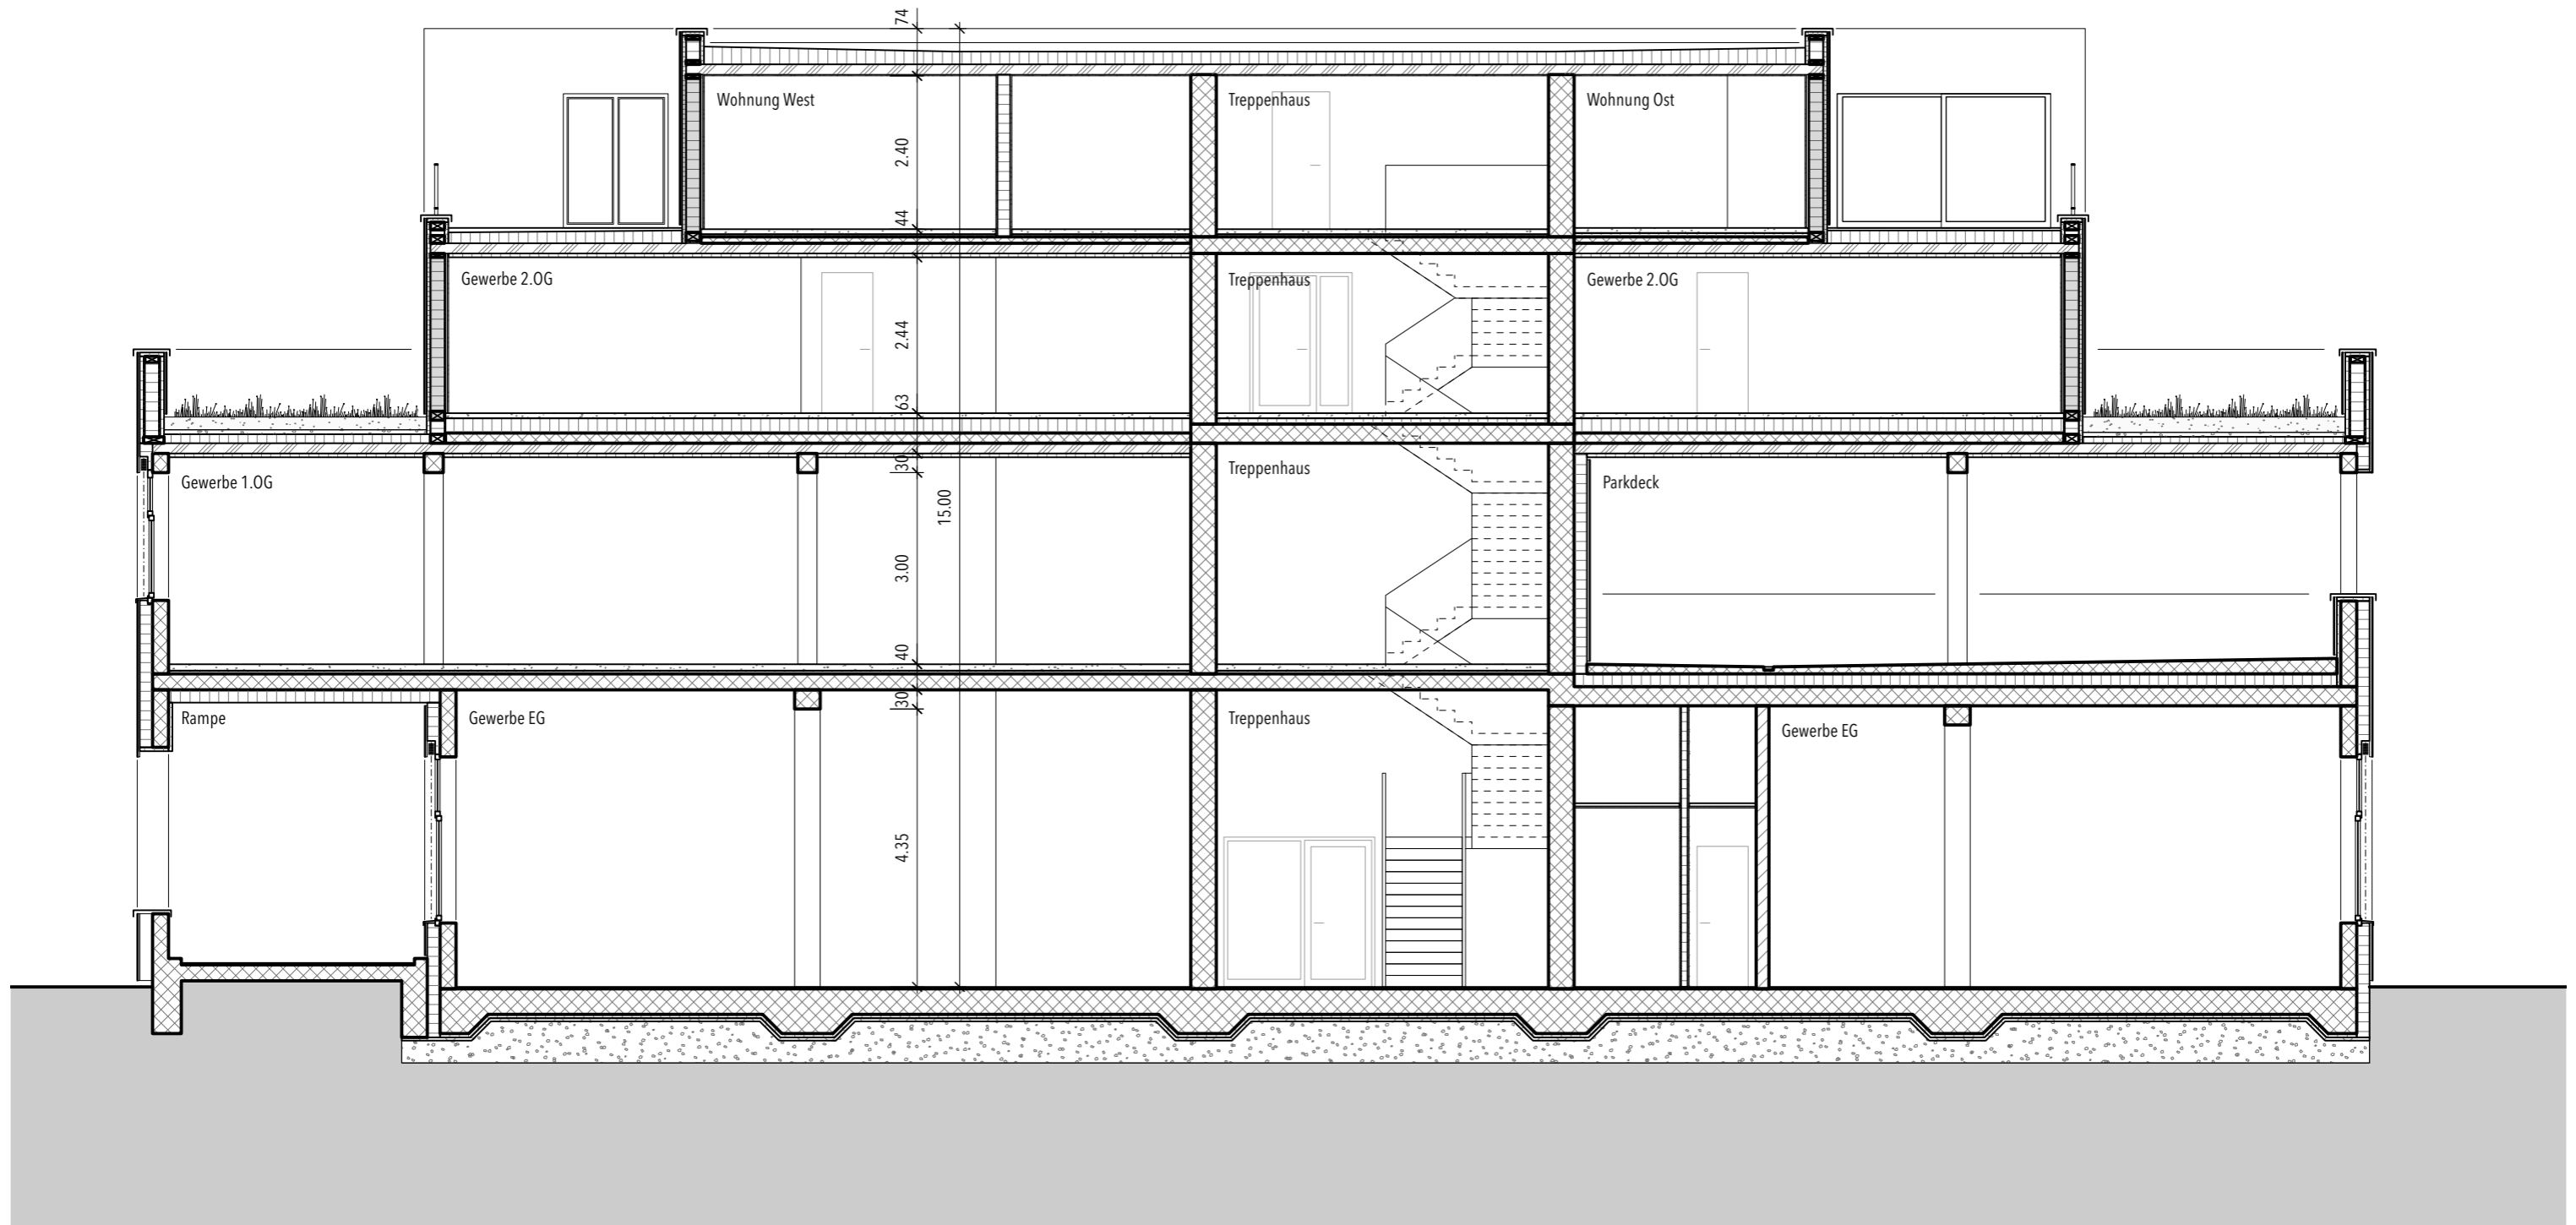 74
Wohnung West
Treppenhaus
Wohnung Ost
2.40
44
Gewerbe 2.OG
Treppenhaus
Gewerbe 2.OG
2.44
63
30
Gewerbe 1.OG
Treppenhaus
Parkdeck
15.00
3.00
40
30
Rampe
Gewerbe EG
Treppenhaus
Gewerbe EG
4.35